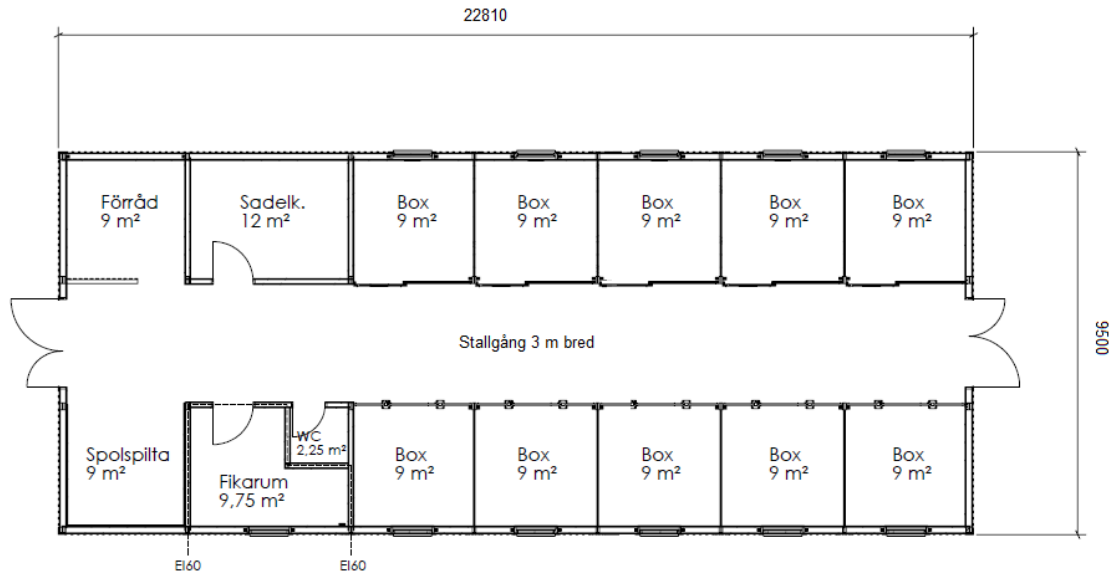 22810
Förråd
9 m²
Sadelk.
12 m²
Box
9 m²
Box
9 m²
Box
9 m²
Box
9 m²
Box
9 m²
Stallgång 3 m bred
9500
Spolspilta
9 m²
Fikarum
9,75 m²
WC
2,25 m²
Box
9 m²
Box
9 m²
Box
9 m²
Box
9 m²
Box
9 m²
EI60
EI60